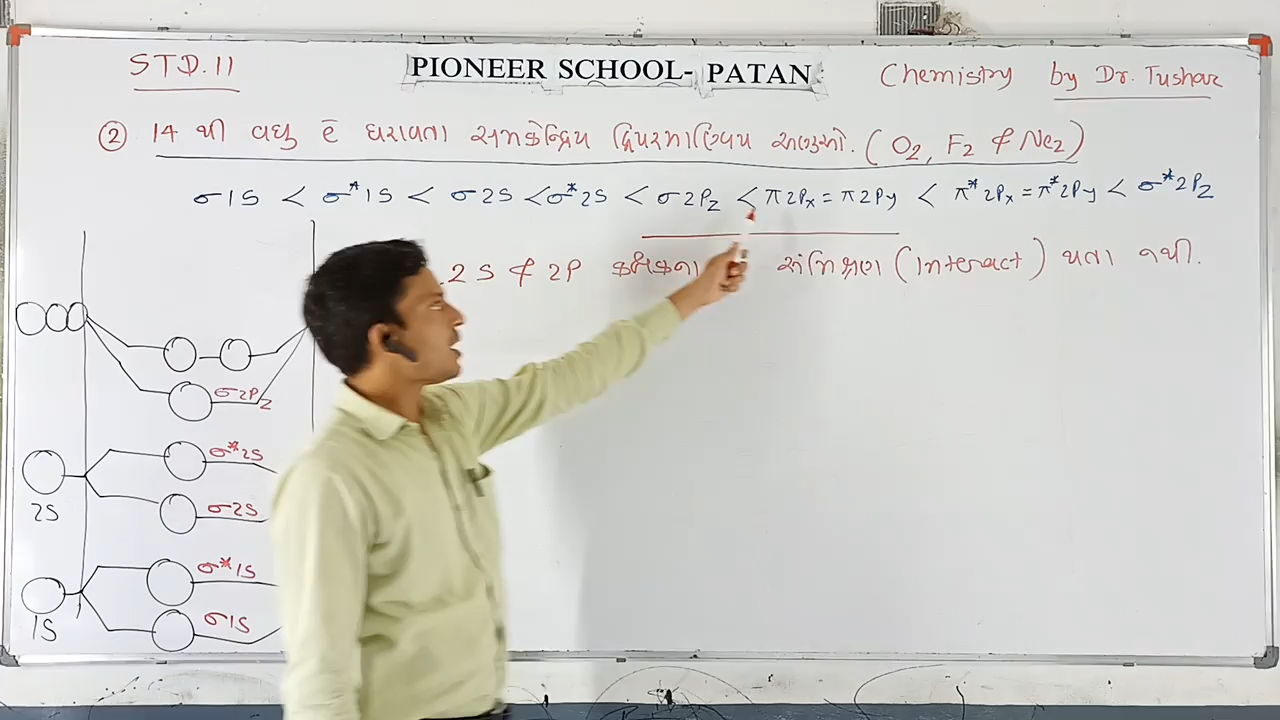 STD.11
PIONEER SCHOOL- PATAN
Chemistry by Dr. Tushar
② 14 થી વધુ ē ધરાવતા સમકેન્દ્રિય દ્વિપરમાણ્વિય અણુઓ. (O₂, F₂ & Ne₂)
σ1S < σ*1S < σ2S < σ*2S < σ2Pz < π2Px = π2Py < π*2Px = π*2Py < σ*2Pz
2S & 2P કક્ષકના સંમિશ્રણ (Interact) થતા નથી.
σ2Pz
σ*2S
2S
σ2S
σ*1S
1S
σ1S